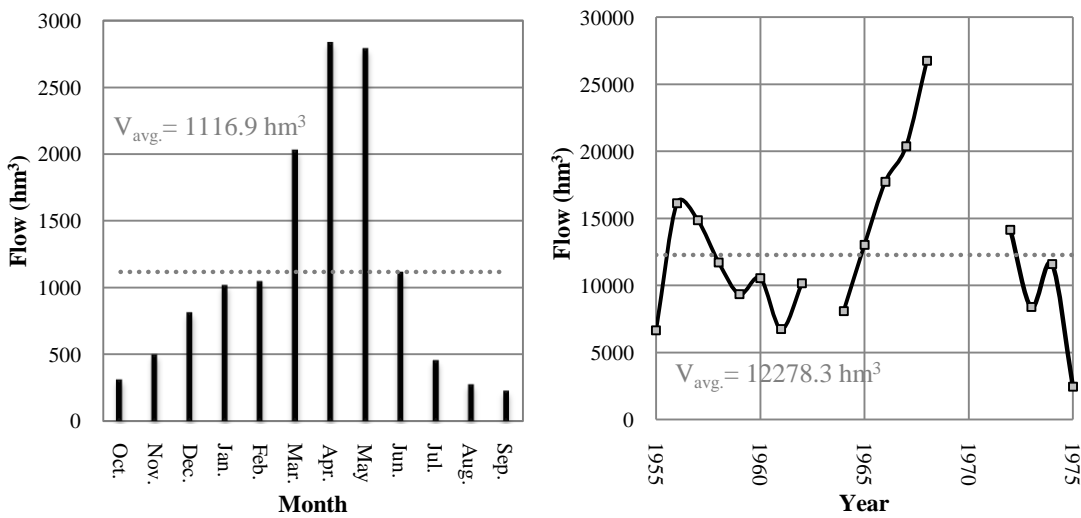 3000
2500
2000
1500
1000
500
0
Flow (hm³)
V avg. = 1116.9 hm³
Oct.
Nov.
Dec.
Jan.
Feb.
Mar.
Apr.
May
Jun.
Jul.
Aug.
Sep.
Month
30000
25000
20000
15000
10000
5000
0
Flow (hm³)
V avg. = 12278.3 hm³
1955
1960
1965
1970
1975
Year